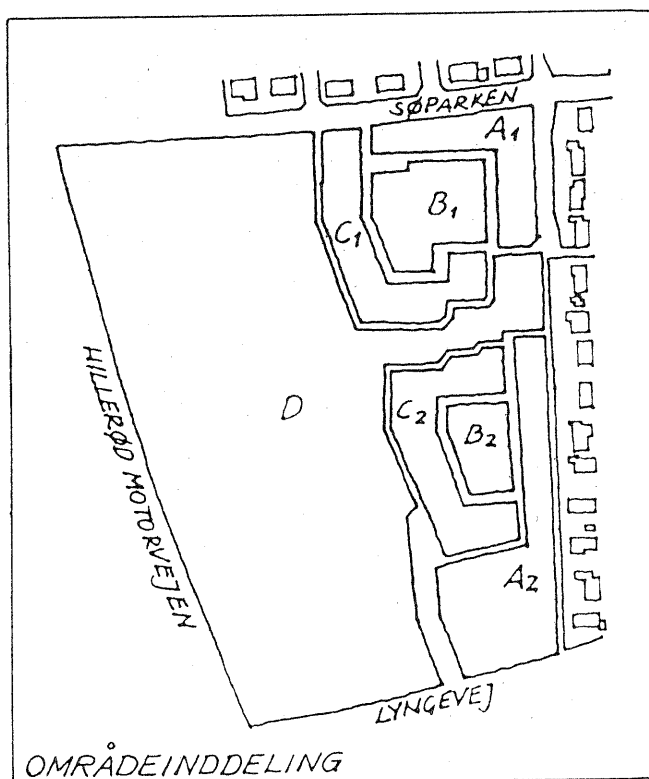 SØPARKEN
A1
B1
C1
HILLERØD MOTORVEJEN
D
C2
B2
A2
LYNGEVEJ
OMRÅDEINDDELING